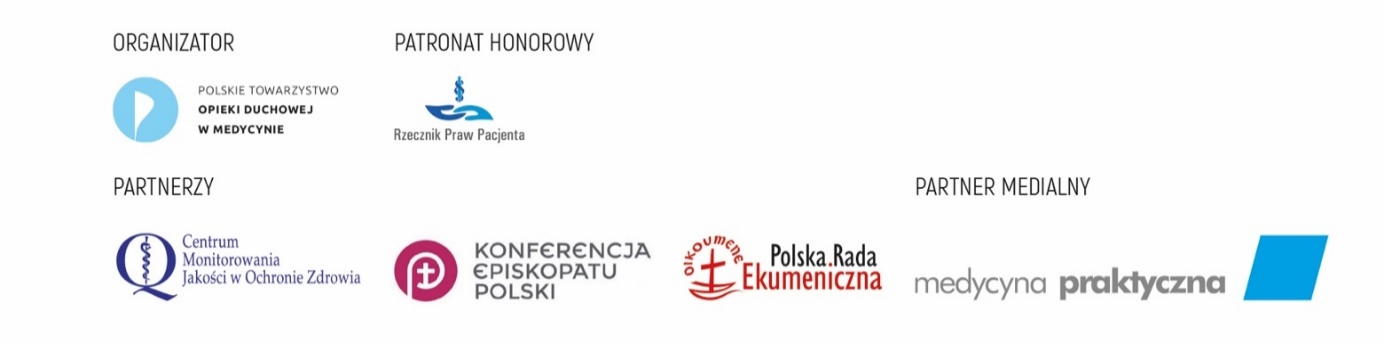 ORGANIZATOR
PATRONAT HONOROWY
POLSKIE TOWARZYSTWO
OPIEKI DUCHOWEJ
W MEDYCYNIE
Rzecznik Praw Pacjenta
PARTNERZY
PARTNER MEDIALNY
Centrum
Monitorowania
Jakości w Ochronie Zdrowia
KONFERENCJA
EPISKOPATU
POLSKI
OIKOUMENE
Polska Rada
Ekumeniczna
medycyna praktyczna